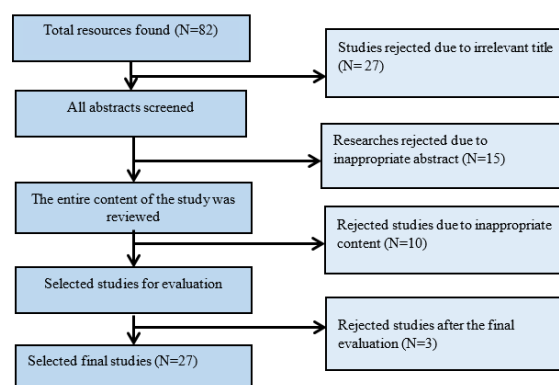 Total resources found (N=82)
Studies rejected due to irrelevant title
(N= 27)
All abstracts screened
Researches rejected due to
inappropriate abstract (N=15)
The entire content of the study was
reviewed
Rejected studies due to inappropriate
content (N=10)
Selected studies for evaluation
Rejected studies after the final
evaluation (N=3)
Selected final studies (N=27)